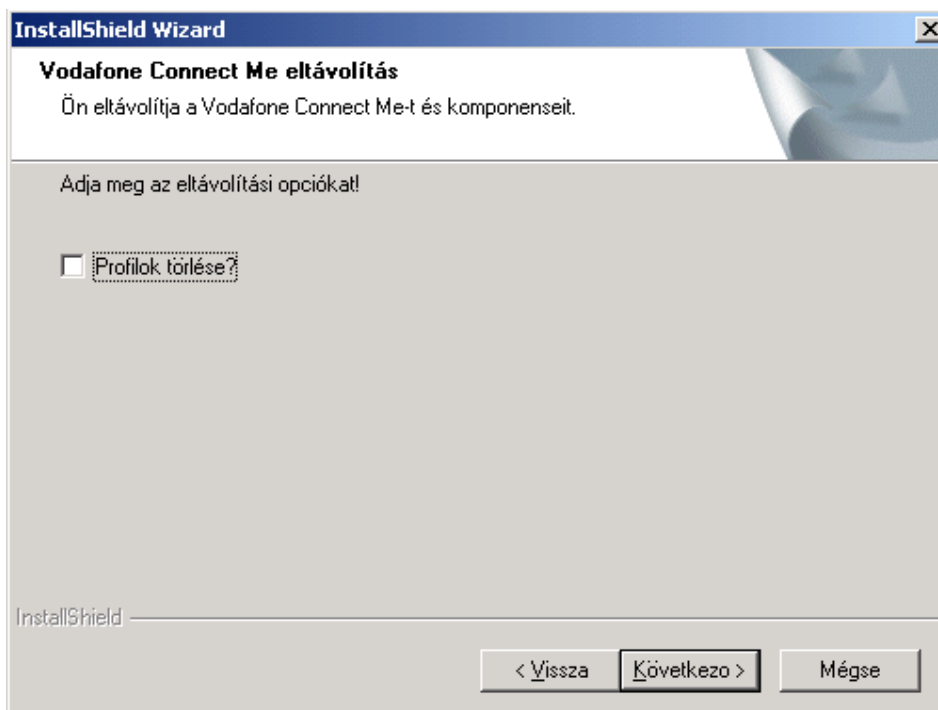 InstallShield Wizard
Vodafone Connect Me eltávolítás
Ön eltávolítja a Vodafone Connect Me-t és komponenseit.
Adja meg az eltávolítási opciókat!
Profilok törlése?
InstallShield
< Vissza
Következo >
Mégse